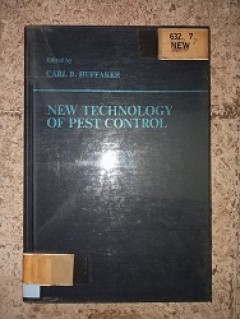 632.7
NEW
Edited by
CARL B. HUFFAKER
NEW TECHNOLOGY
OF PEST CONTROL